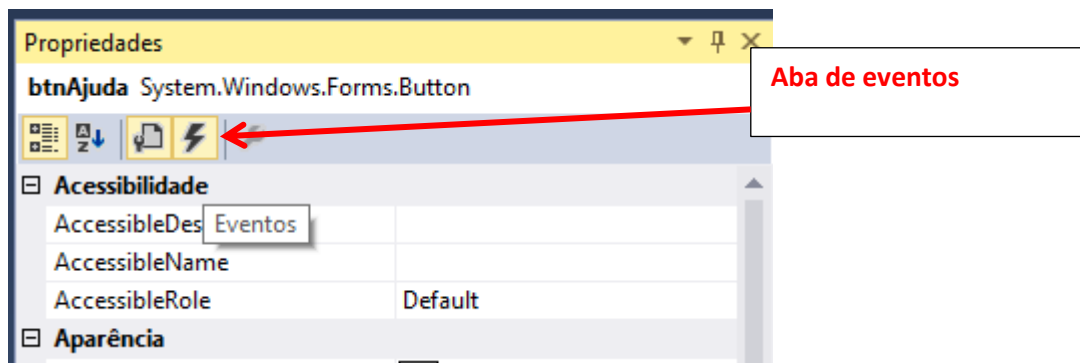 Propriedades
btnAjuda System.Windows.Forms.Button
Aba de eventos
Acessibilidade
AccessibleDes
Eventos
AccessibleName
AccessibleRole Default
Aparência